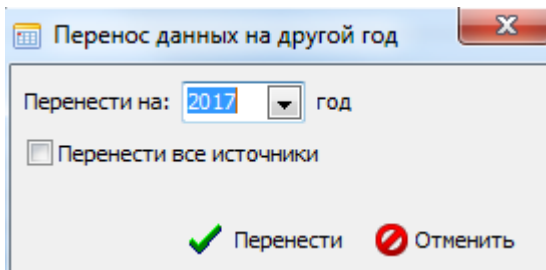 Перенос данных на другой год
Перенести на: 2017 год
Перенести все источники
Перенести Отменить